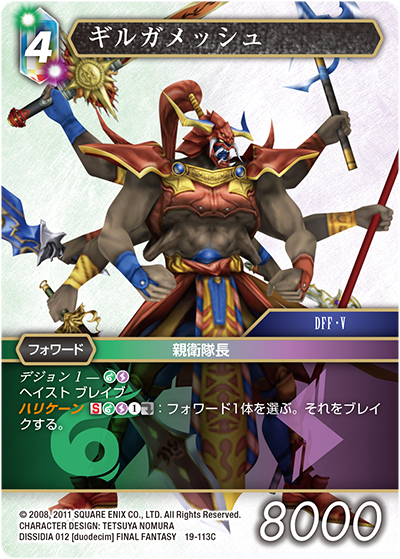 4
ギルガメッシュ
DFF・V
フォワード
親衛隊長
デジョン 1 ―
ヘイスト ブレイブ
ハリケーン S 1 : フォワード1体を選ぶ。それをブレイ
クする。
© 2008, 2011 SQUARE ENIX CO., LTD. All Rights Reserved.
CHARACTER DESIGN: TETSUYA NOMURA
DISSIDIA 012 [duodecim] FINAL FANTASY 19-113C
8000